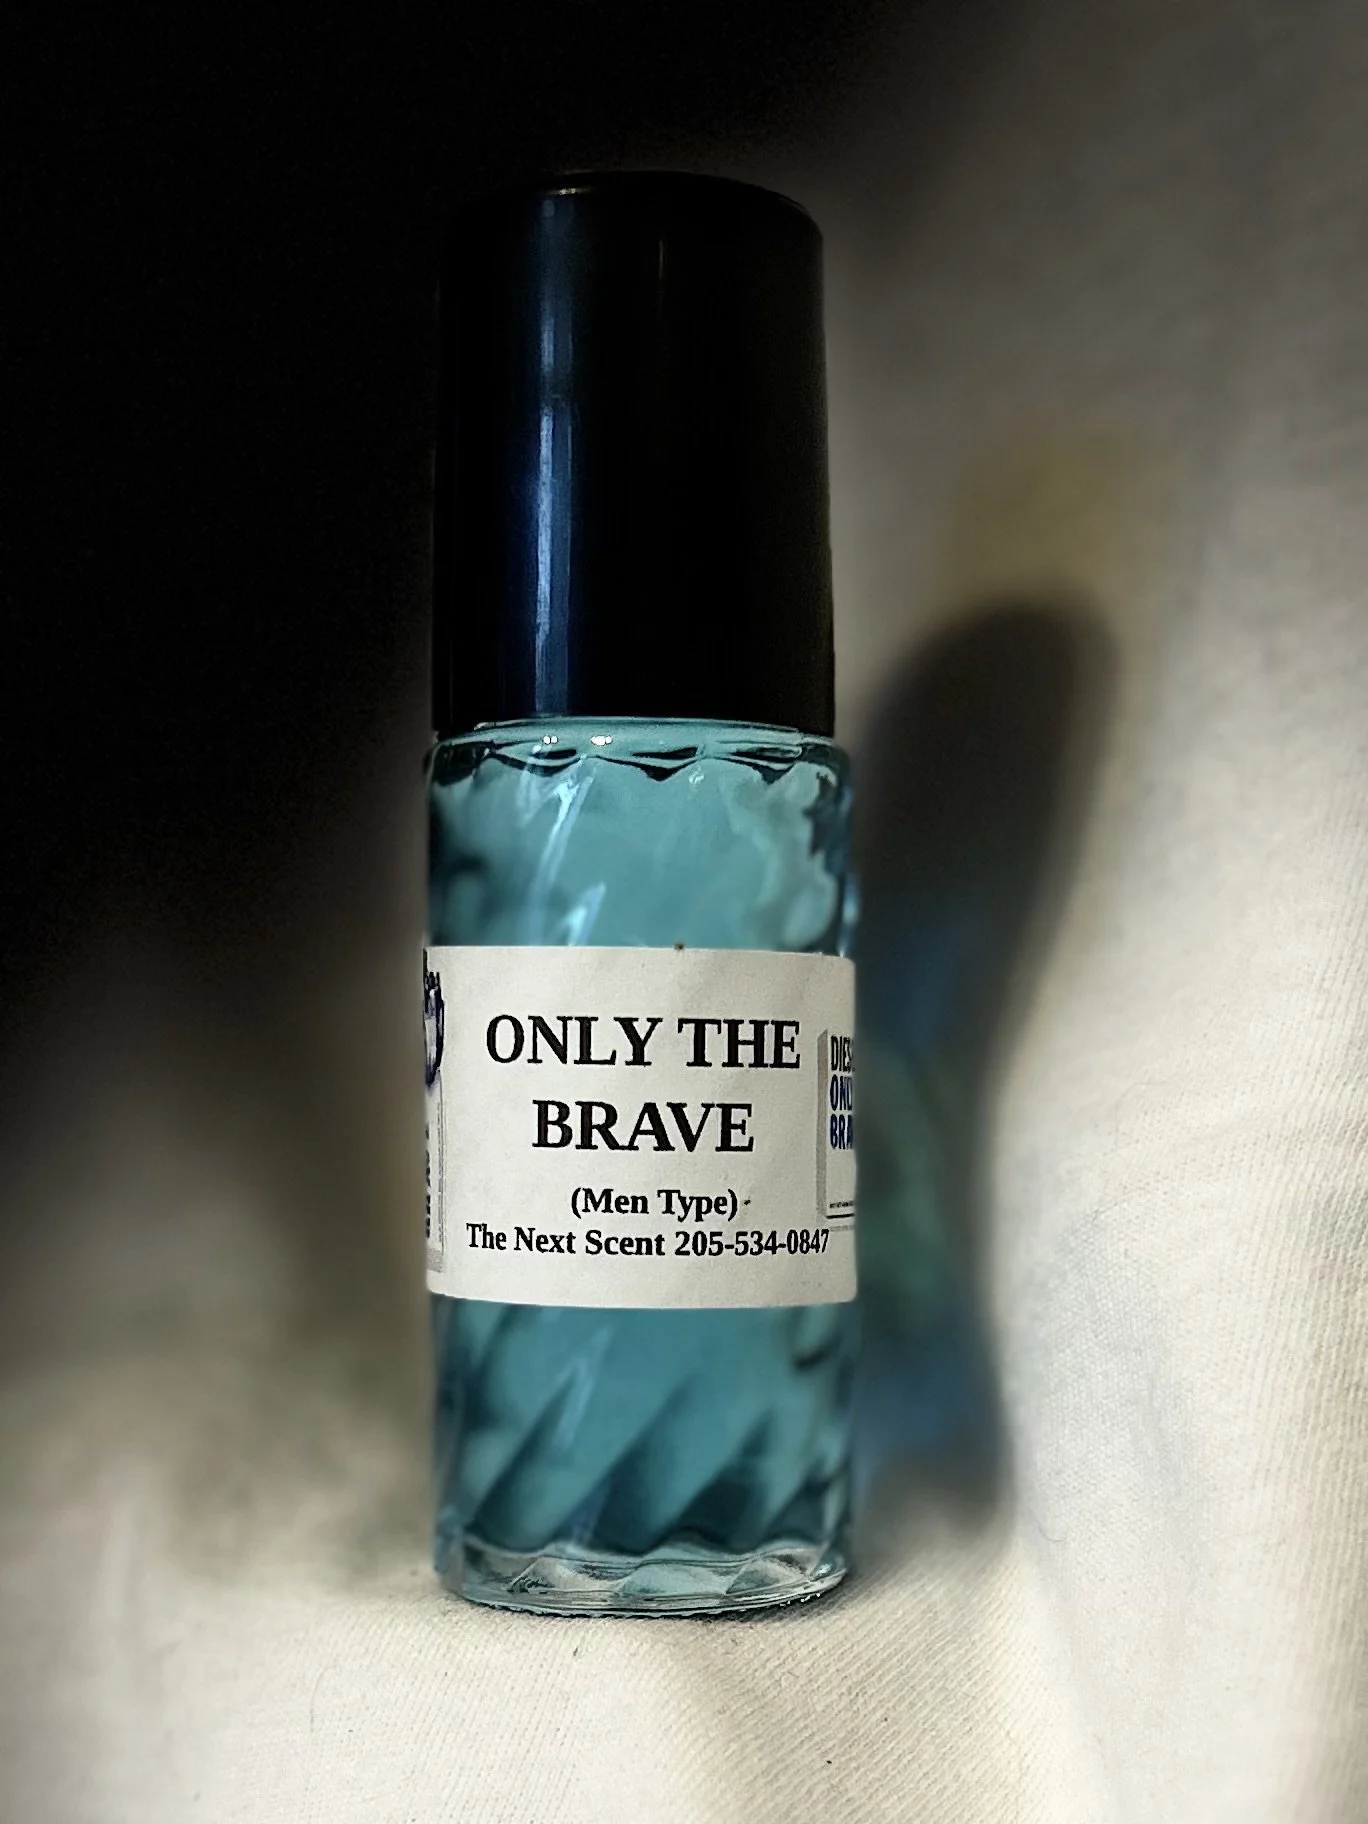 ONLY THE
BRAVE
(Men Type)
The Next Scent 205-534-0847